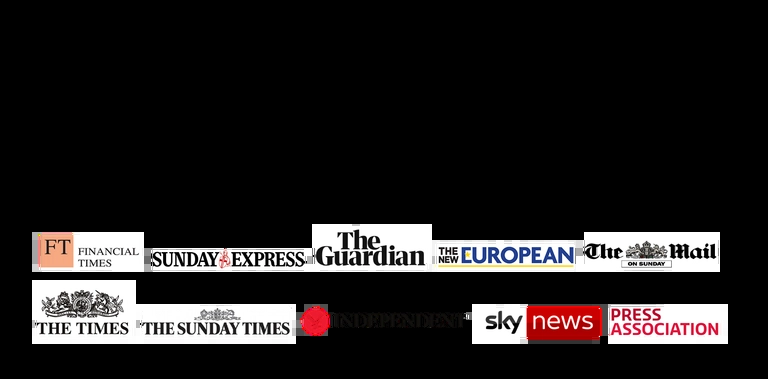 FT FINANCIAL TIMES
SUNDAY EXPRESS
The Guardian
THE NEW EUROPEAN
The Mail
ON SUNDAY
THE TIMES
THE SUNDAY TIMES
INDEPENDENT
sky news
PRESS ASSOCIATION